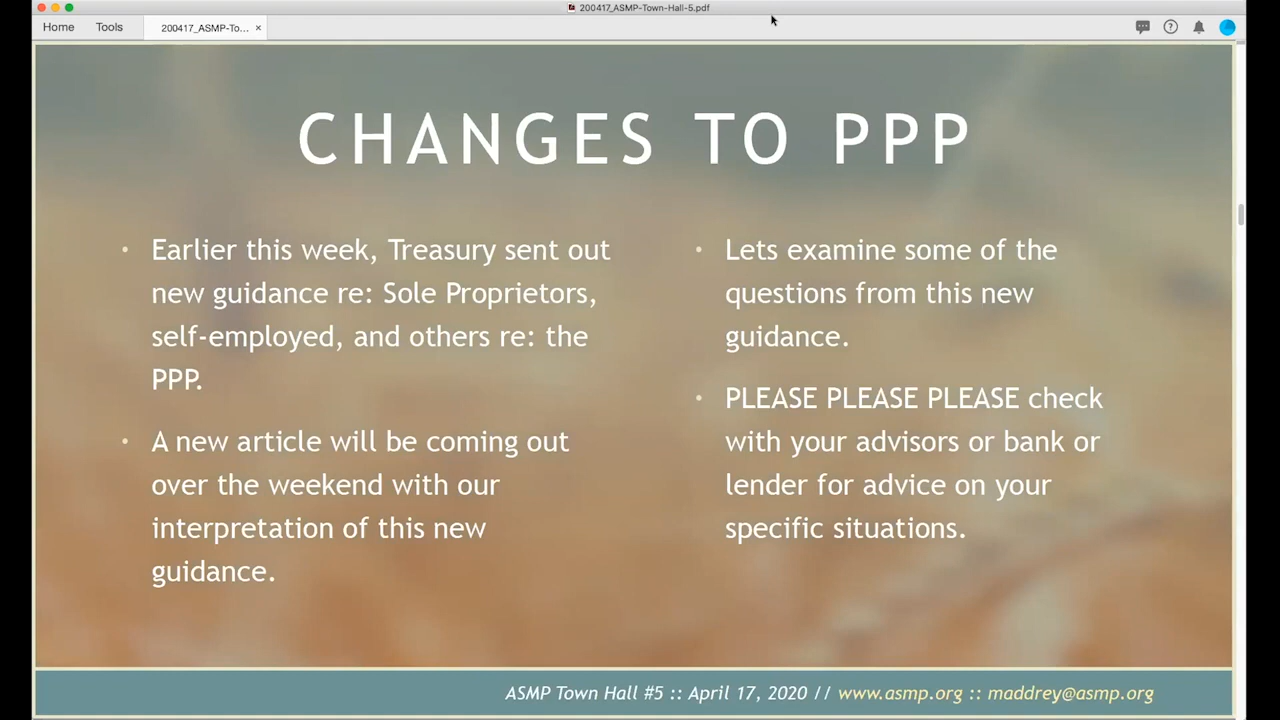 200417_ASMP-Town-Hall-5.pdf
Home
Tools
200417_ASMP-To...
CHANGES TO PPP
• Earlier this week, Treasury sent out
new guidance re: Sole Proprietors,
self-employed, and others re: the
PPP.
• A new article will be coming out
over the weekend with our
interpretation of this new
guidance.
• Lets examine some of the
questions from this new
guidance.
• PLEASE PLEASE PLEASE check
with your advisors or bank or
lender for advice on your
specific situations.
ASMP Town Hall #5 :: April 17, 2020 // www.asmp.org :: maddrey@asmp.org